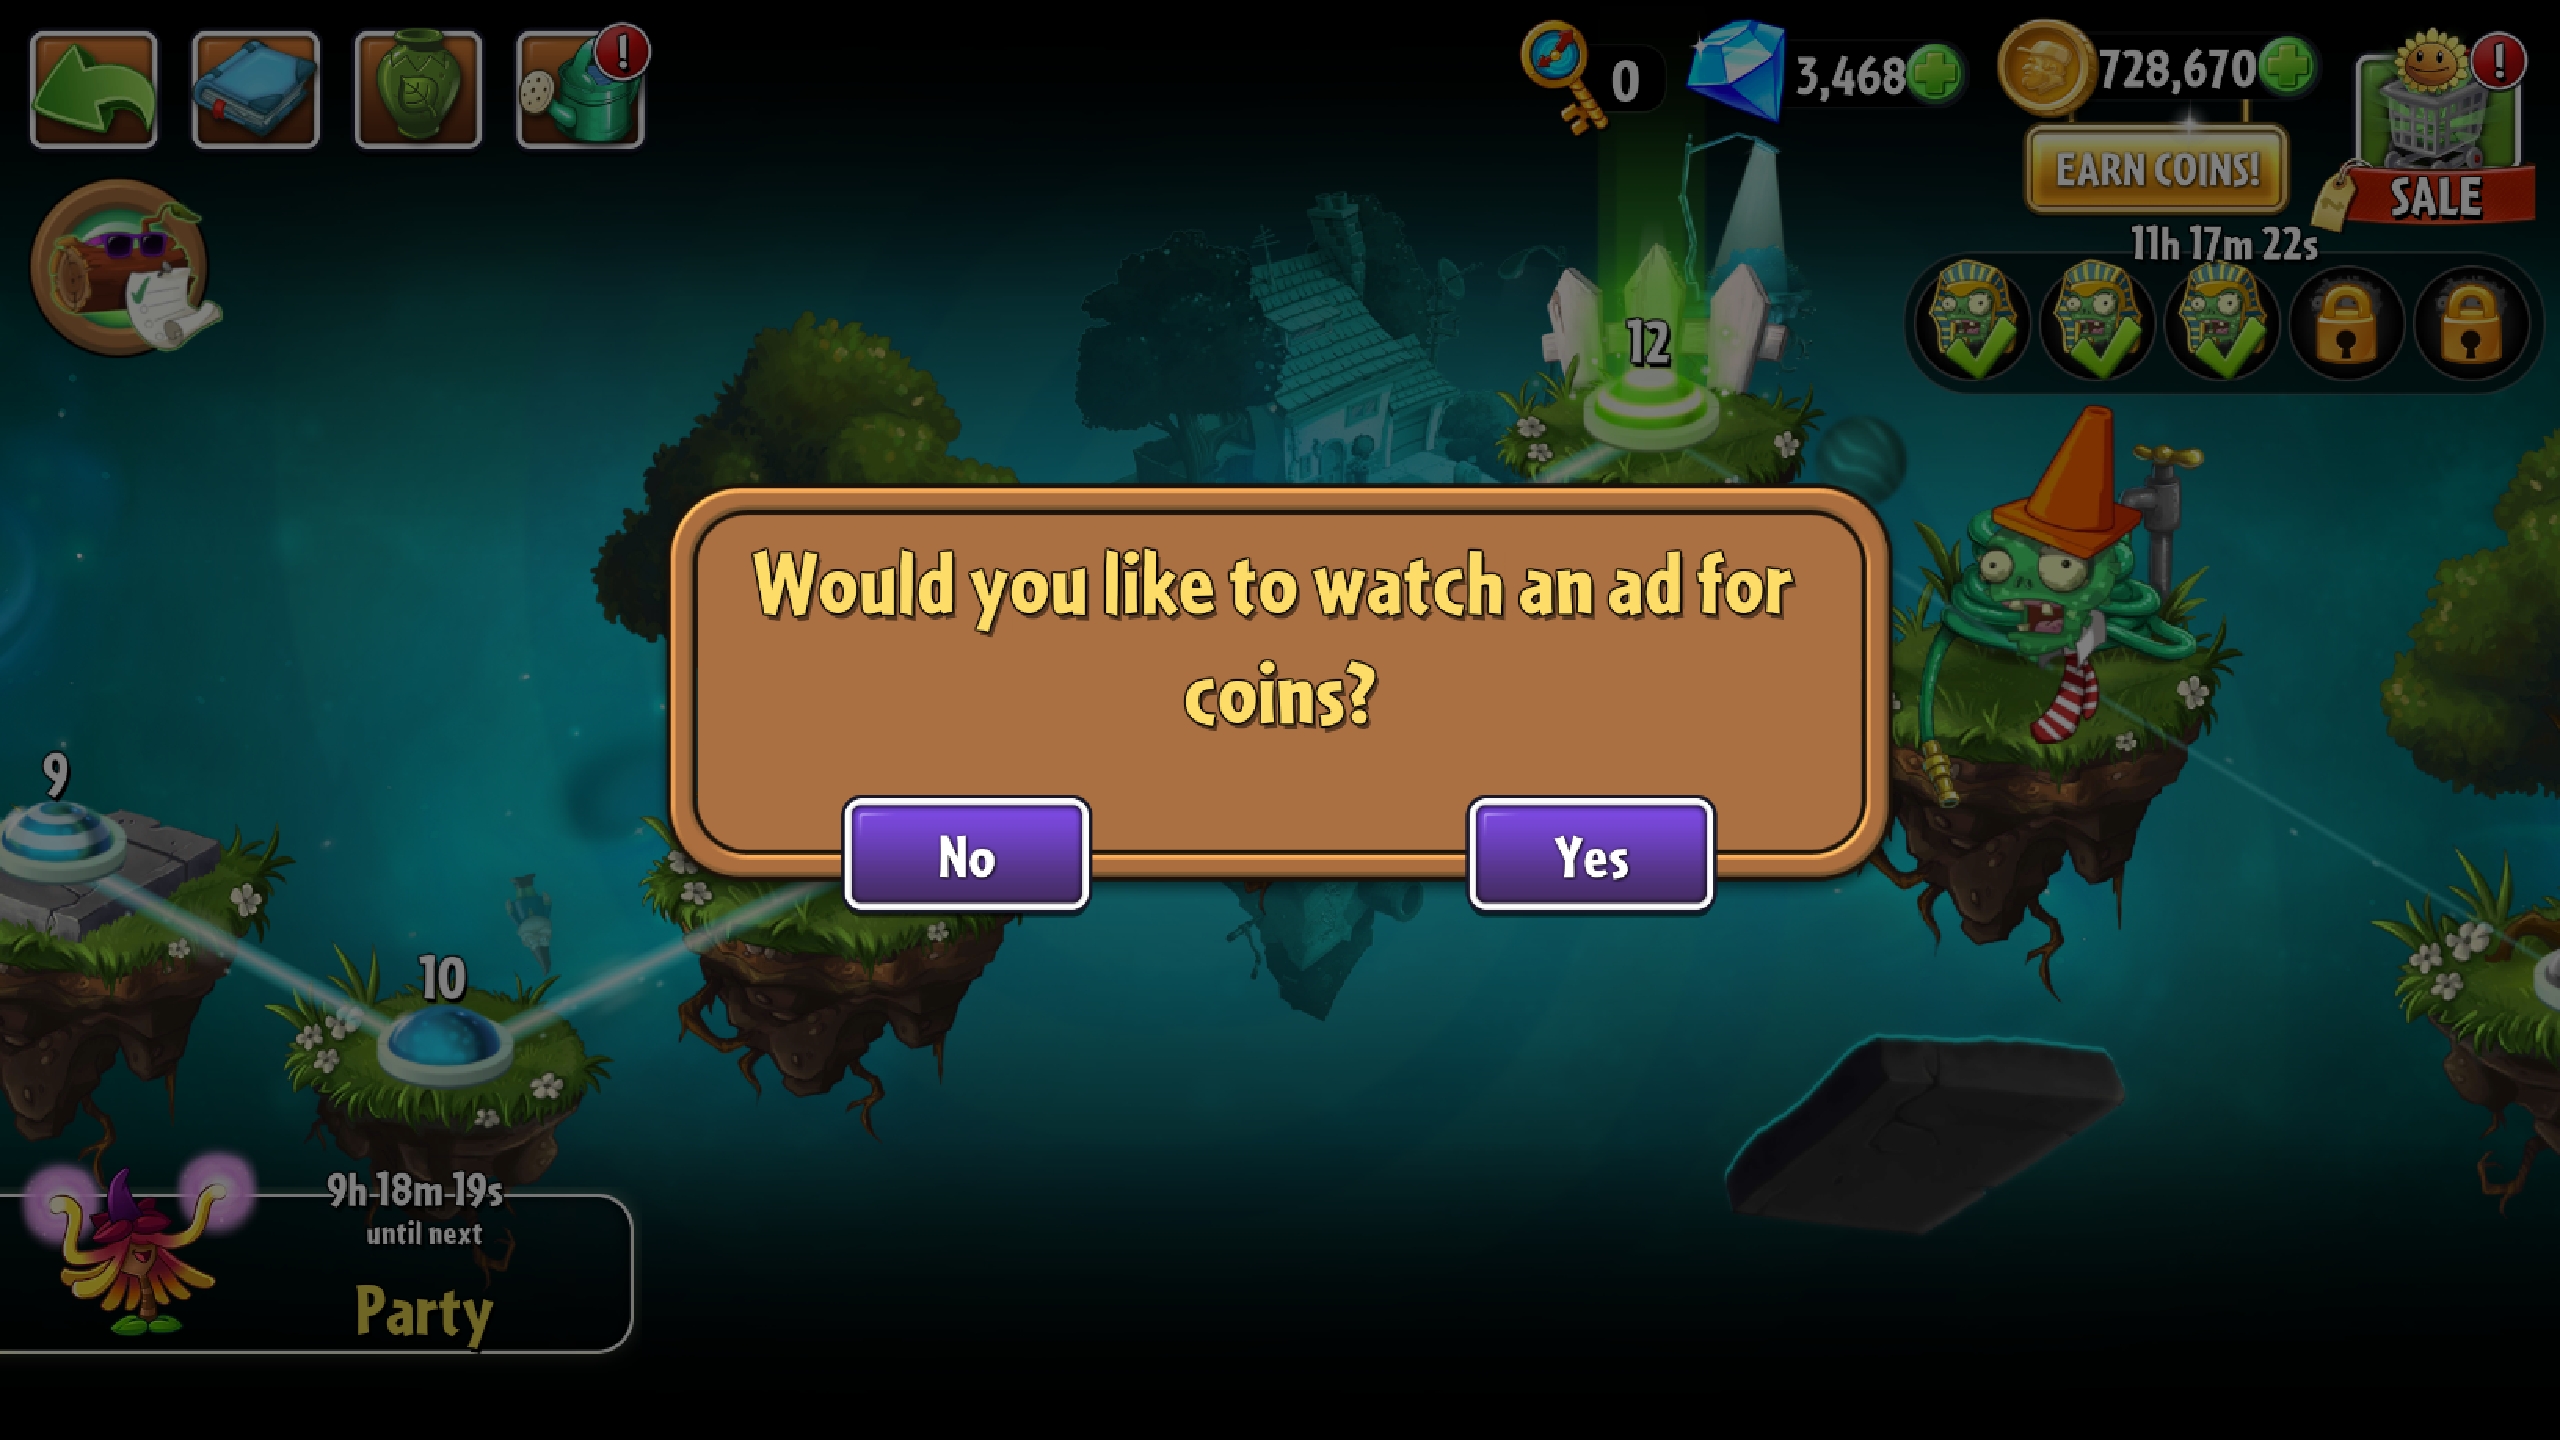 0
3,468
728,670
EARN COINS!
SALE
11h 17m 22s
12
Would you like to watch an ad for
coins?
No
Yes
9
10
9h 18m 19s
until next
Party